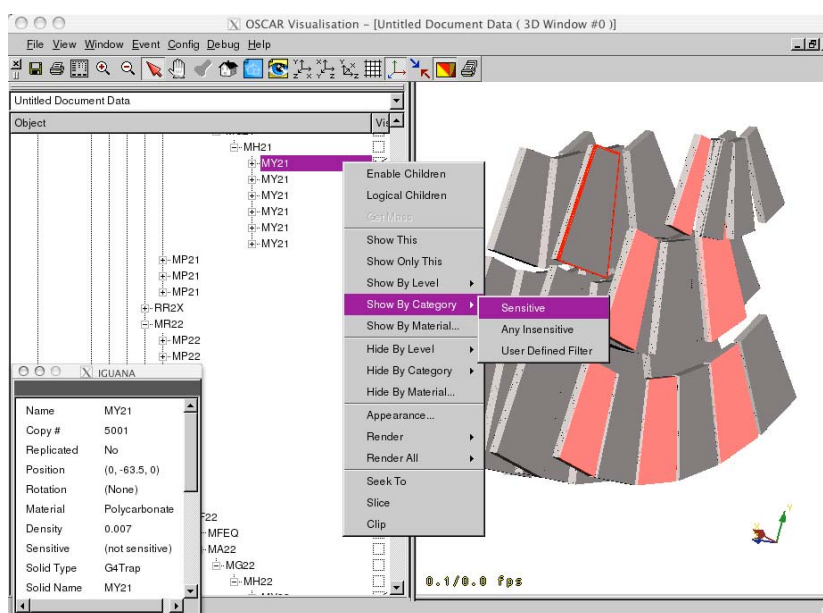 OSCAR Visualisation - [Untitled Document Data ( 3D Window #0 )]
File View Window Event Config Debug Help
Untitled Document Data
Object
MH21
MY21
MY21
MY21
MY21
MY21
MY21
MP21
MP21
MP21
RR2X
MR22
MP22
MP22
MFEQ
MA22
MG22
MH22
Enable Children
Logical Children
Get Mass
Show This
Show Only This
Show By Level
Show By Category
Show By Material...
Hide By Level
Hide By Category
Hide By Material...
Appearance...
Render
Render All
Seek To
Slice
Clip
Sensitive
Any Insensitive
User Defined Filter
IGUANA
Name MY21
Copy # 5001
Replicated No
Position (0, -63.5, 0)
Rotation (None)
Material Polycarbonate
Density 0.007
Sensitive (not sensitive)
Solid Type G4Trap
Solid Name MY21
0.1/0.0 fps